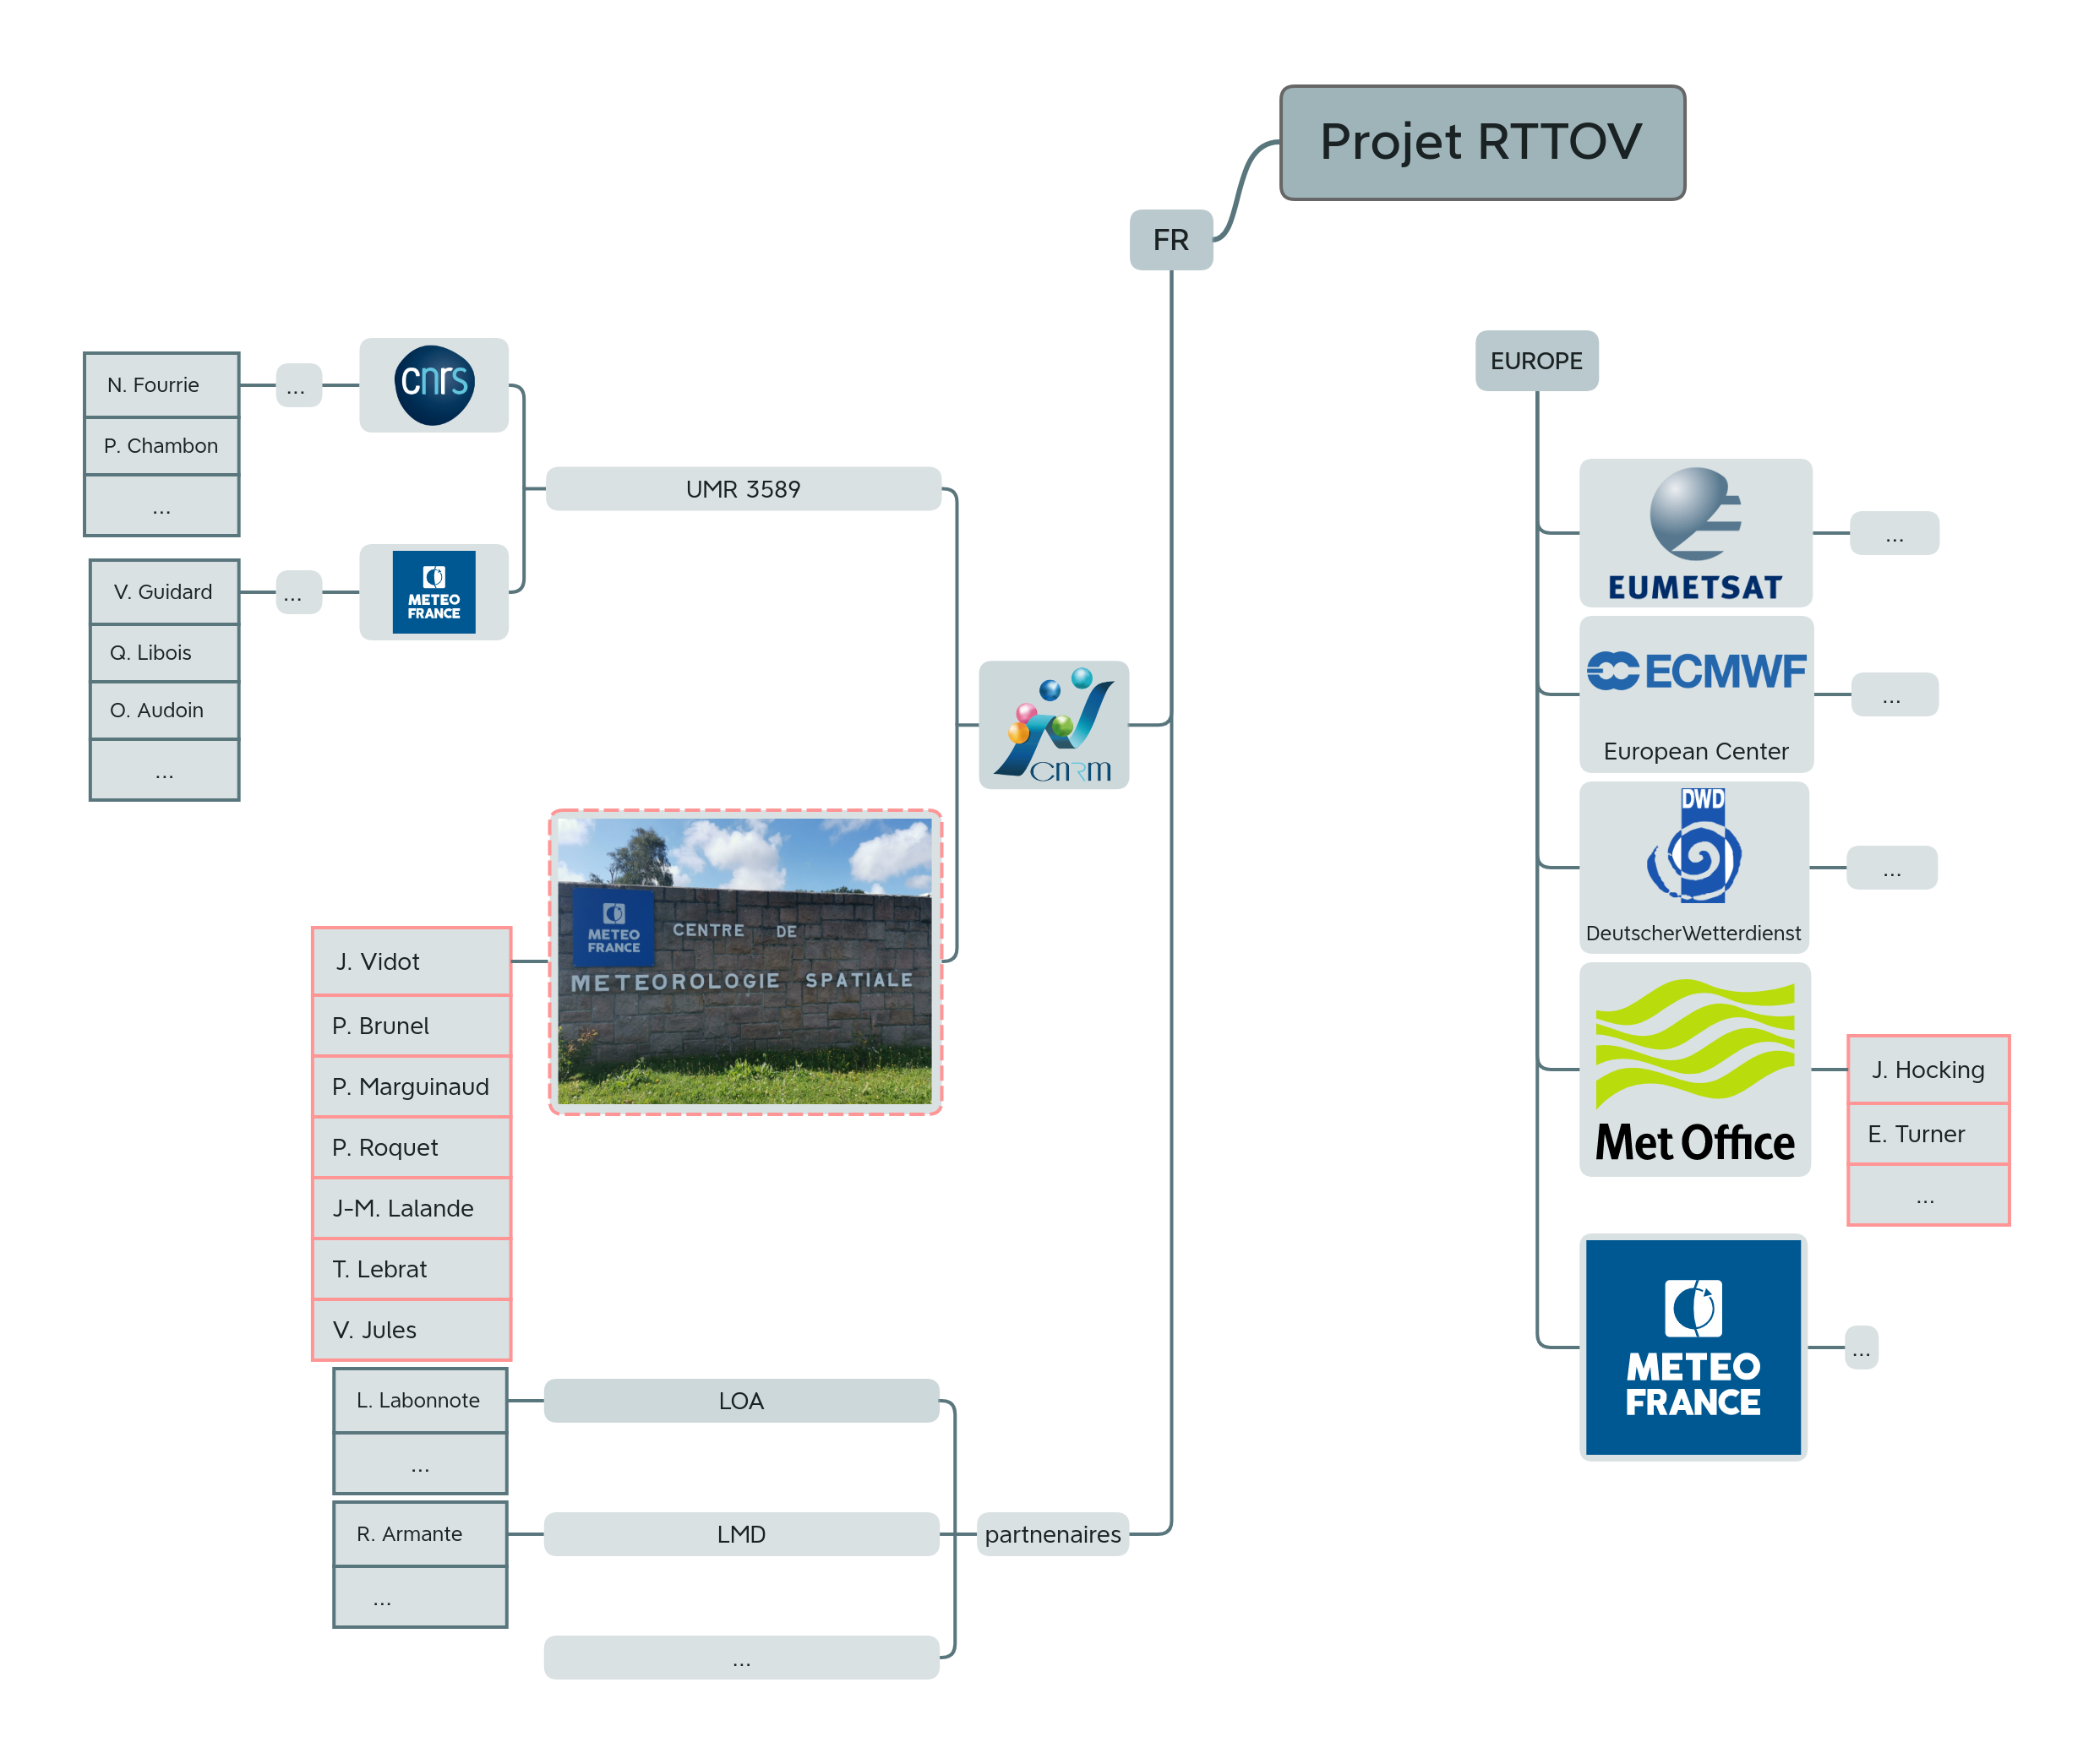 Projet RTTOV
FR
cnrs
...
N. Fourrie
P. Chambon
...
UMR 3589
METEO
FRANCE
...
V. Guidard
Q. Libois
O. Audoin
...
cnrm
METEO
FRANCE
CENTRE DE
METEOROLOGIE SPATIALE
J. Vidot
P. Brunel
P. Marguinaud
P. Roquet
J-M. Lalande
T. Lebrat
V. Jules
partnenaires
LOA
L. Labonnote
...
LMD
R. Armante
...
...
EUROPE
EUMETSAT
...
ECMWF
European Center
...
DWD
DeutscherWetterdienst
...
Met Office
J. Hocking
E. Turner
...
METEO
FRANCE
...